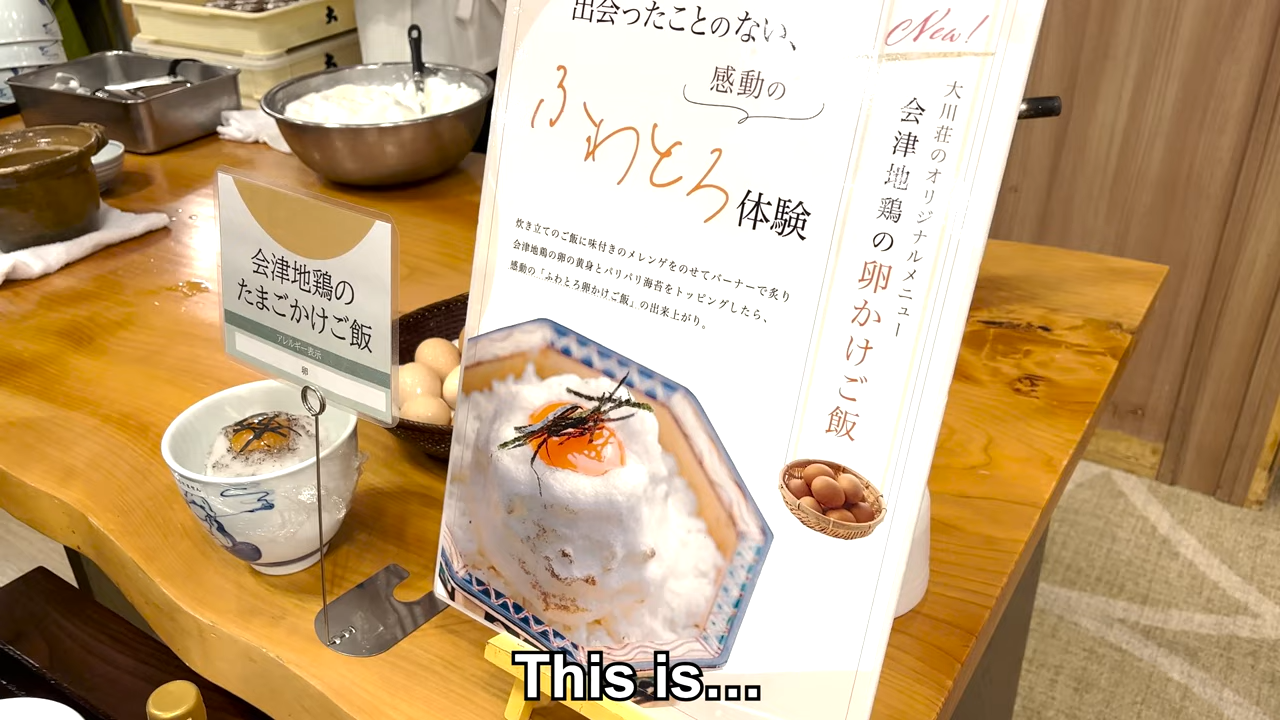 出会ったことのない、
感動の
ふわとろ
体験
炊き立てのご飯に味付きのメレンゲをのせてバーナーで炙り
会津地鶏の卵の黄身とパリパリ海苔をトッピングしたら、
感動の「ふわとろ卵かけご飯」の出来上がり。
New!
大川荘のオリジナルメニュー
会津地鶏の卵かけご飯
会津地鶏の
たまごかけご飯
アレルギー表示
卵
This is...